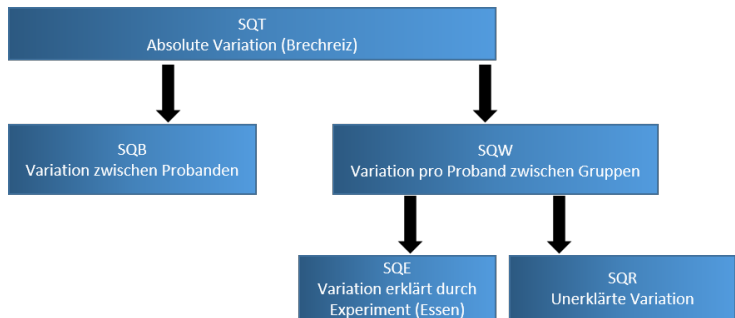 SQT
Absolute Variation (Brechreiz)
SQB
Variation zwischen Probanden
SQW
Variation pro Proband zwischen Gruppen
SQE
Variation erklärt durch
Experiment (Essen)
SQR
Unerklärte Variation